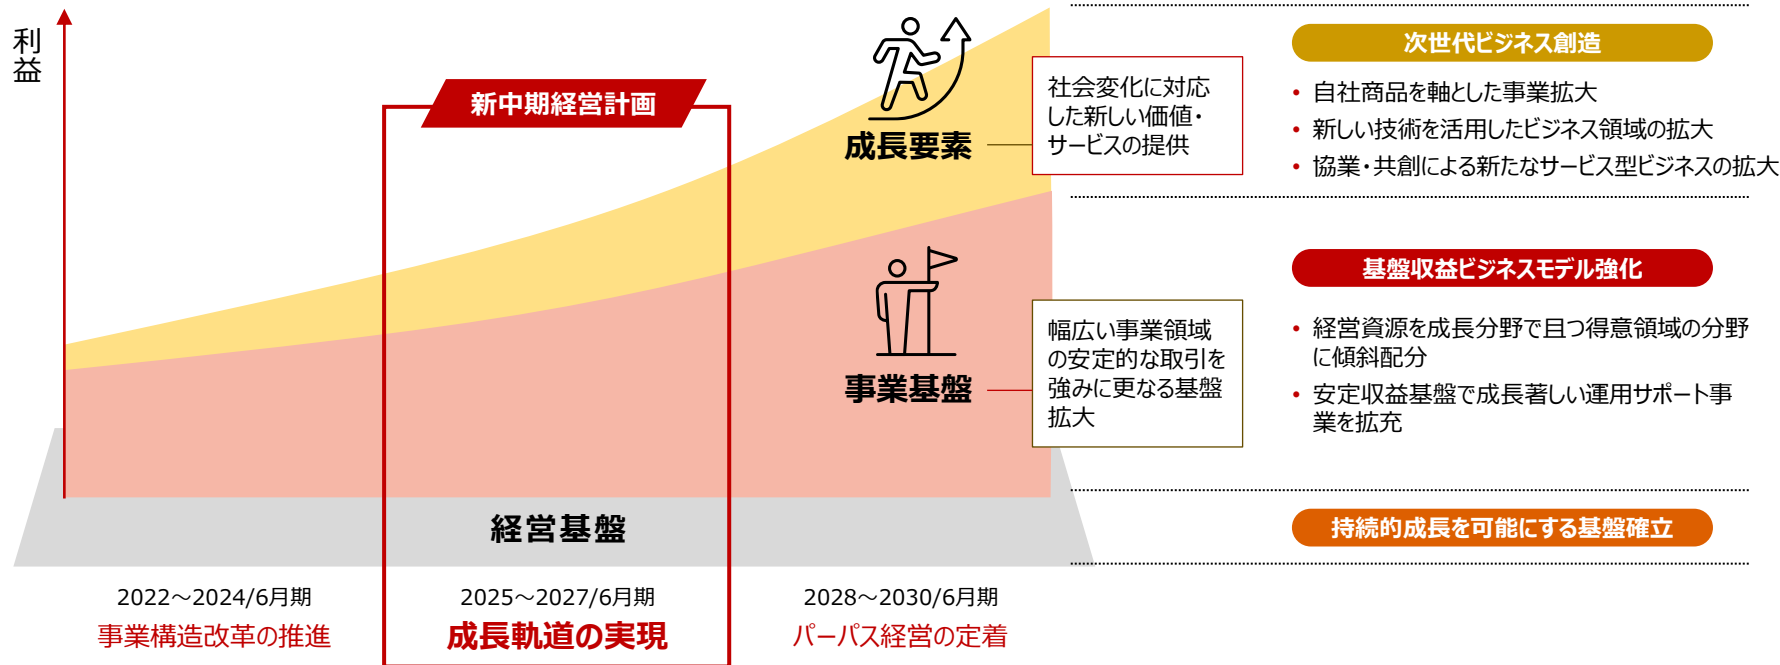 利益
新中期経営計画
成長要素
社会変化に対応
した新しい価値・
サービスの提供
次世代ビジネス創造
• 自社商品を軸とした事業拡大
• 新しい技術を活用したビジネス領域の拡大
• 協業・共創による新たなサービス型ビジネスの拡大
事業基盤
幅広い事業領域
の安定的な取引を
強みに更なる基盤
拡大
基盤収益ビジネスモデル強化
• 経営資源を成長分野で且つ得意領域の分野
に傾斜配分
• 安定収益基盤で成長著しい運用サポート事
業を拡充
経営基盤
持続的成長を可能にする基盤確立
2022～2024/6月期
事業構造改革の推進
2025～2027/6月期
成長軌道の実現
2028～2030/6月期
パーパス経営の定着